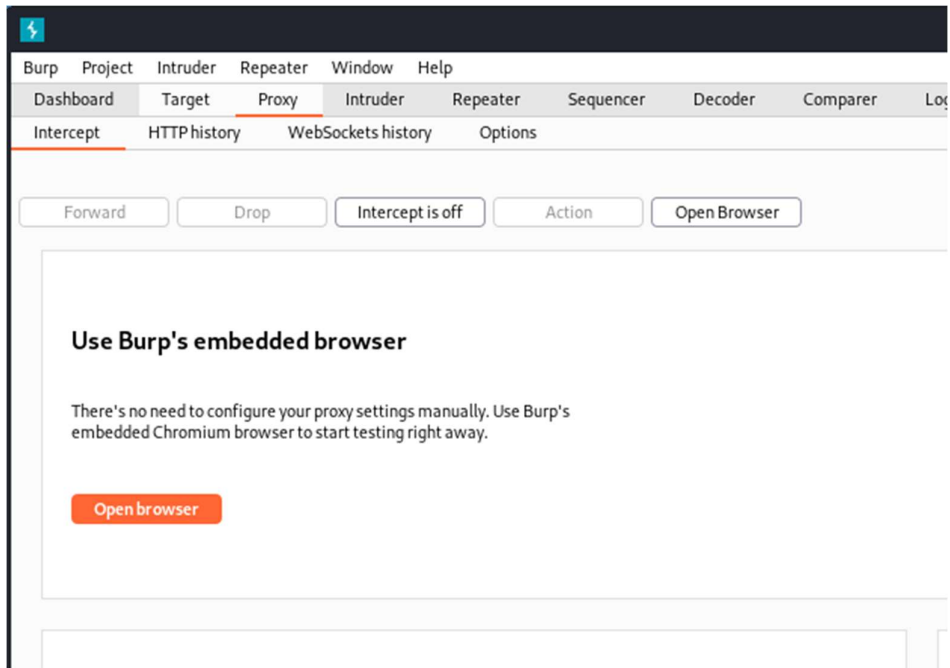 Burp Project Intruder Repeater Window Help
Dashboard Target Proxy Intruder Repeater Sequencer Decoder Comparer
Intercept HTTP history WebSockets history Options
Forward Drop Intercept is off Action Open Browser
Use Burp's embedded browser
There's no need to configure your proxy settings manually. Use Burp's
embedded Chromium browser to start testing right away.
Open browser